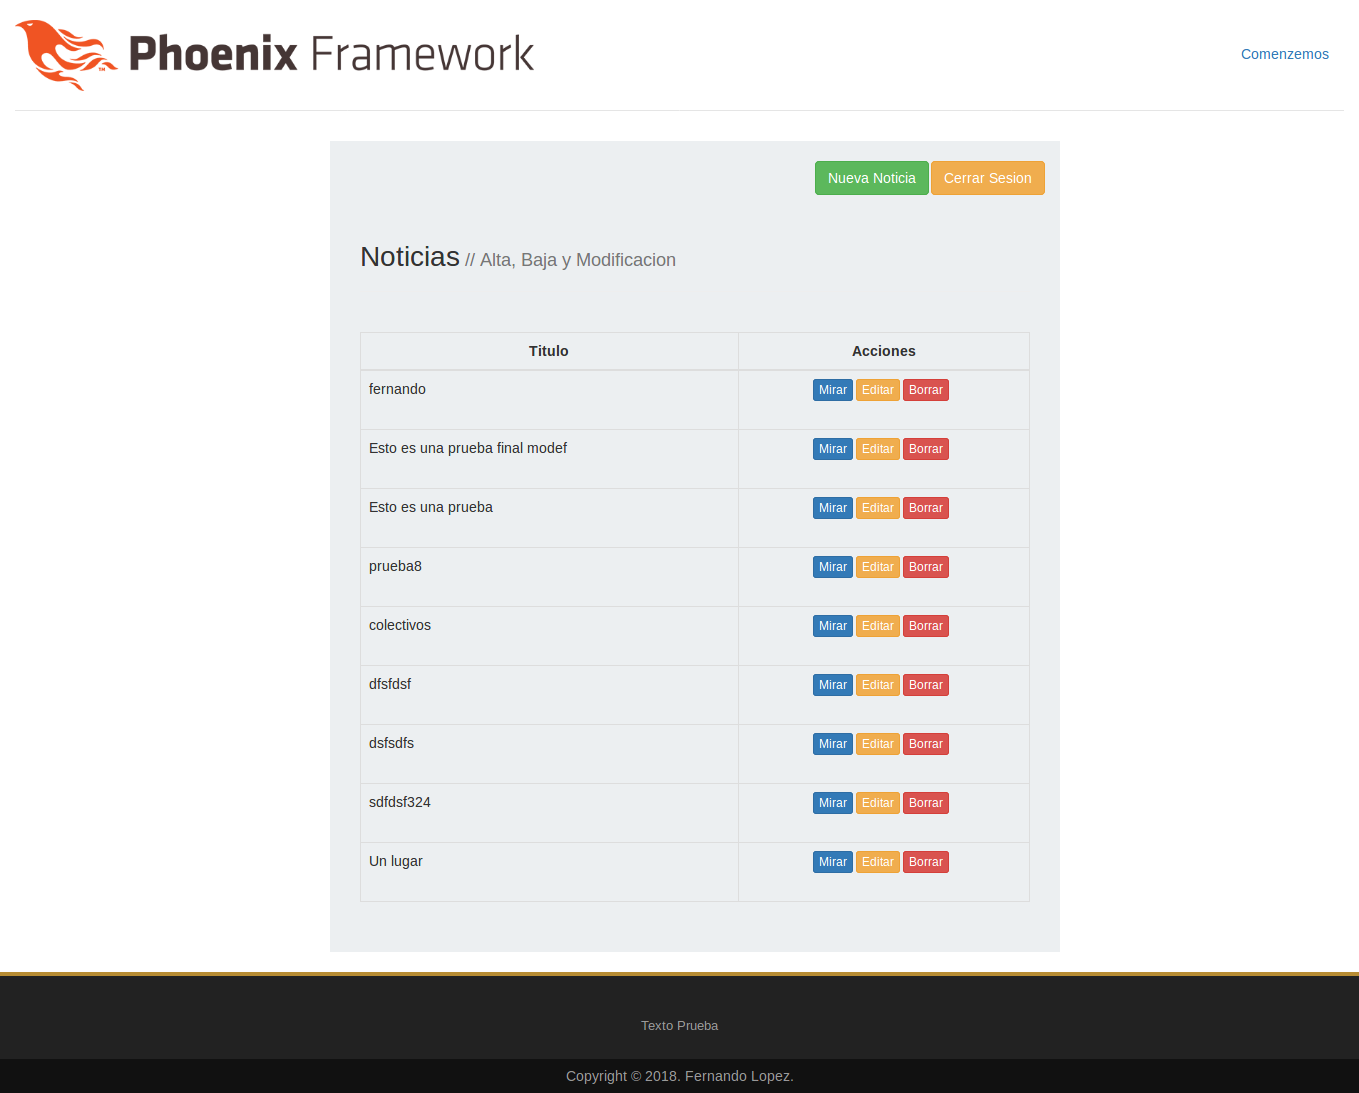 Phoenix Framework
Comenzemos
Nueva Noticia Cerrar Sesion
Noticias // Alta, Baja y Modificacion
Titulo Acciones
fernando Mirar Editar Borrar
Esto es una prueba final modef Mirar Editar Borrar
Esto es una prueba Mirar Editar Borrar
prueba8 Mirar Editar Borrar
colectivos Mirar Editar Borrar
dfsfdsf Mirar Editar Borrar
dsfsdfs Mirar Editar Borrar
sdfdsf324 Mirar Editar Borrar
Un lugar Mirar Editar Borrar
Texto Prueba
Copyright © 2018. Fernando Lopez.